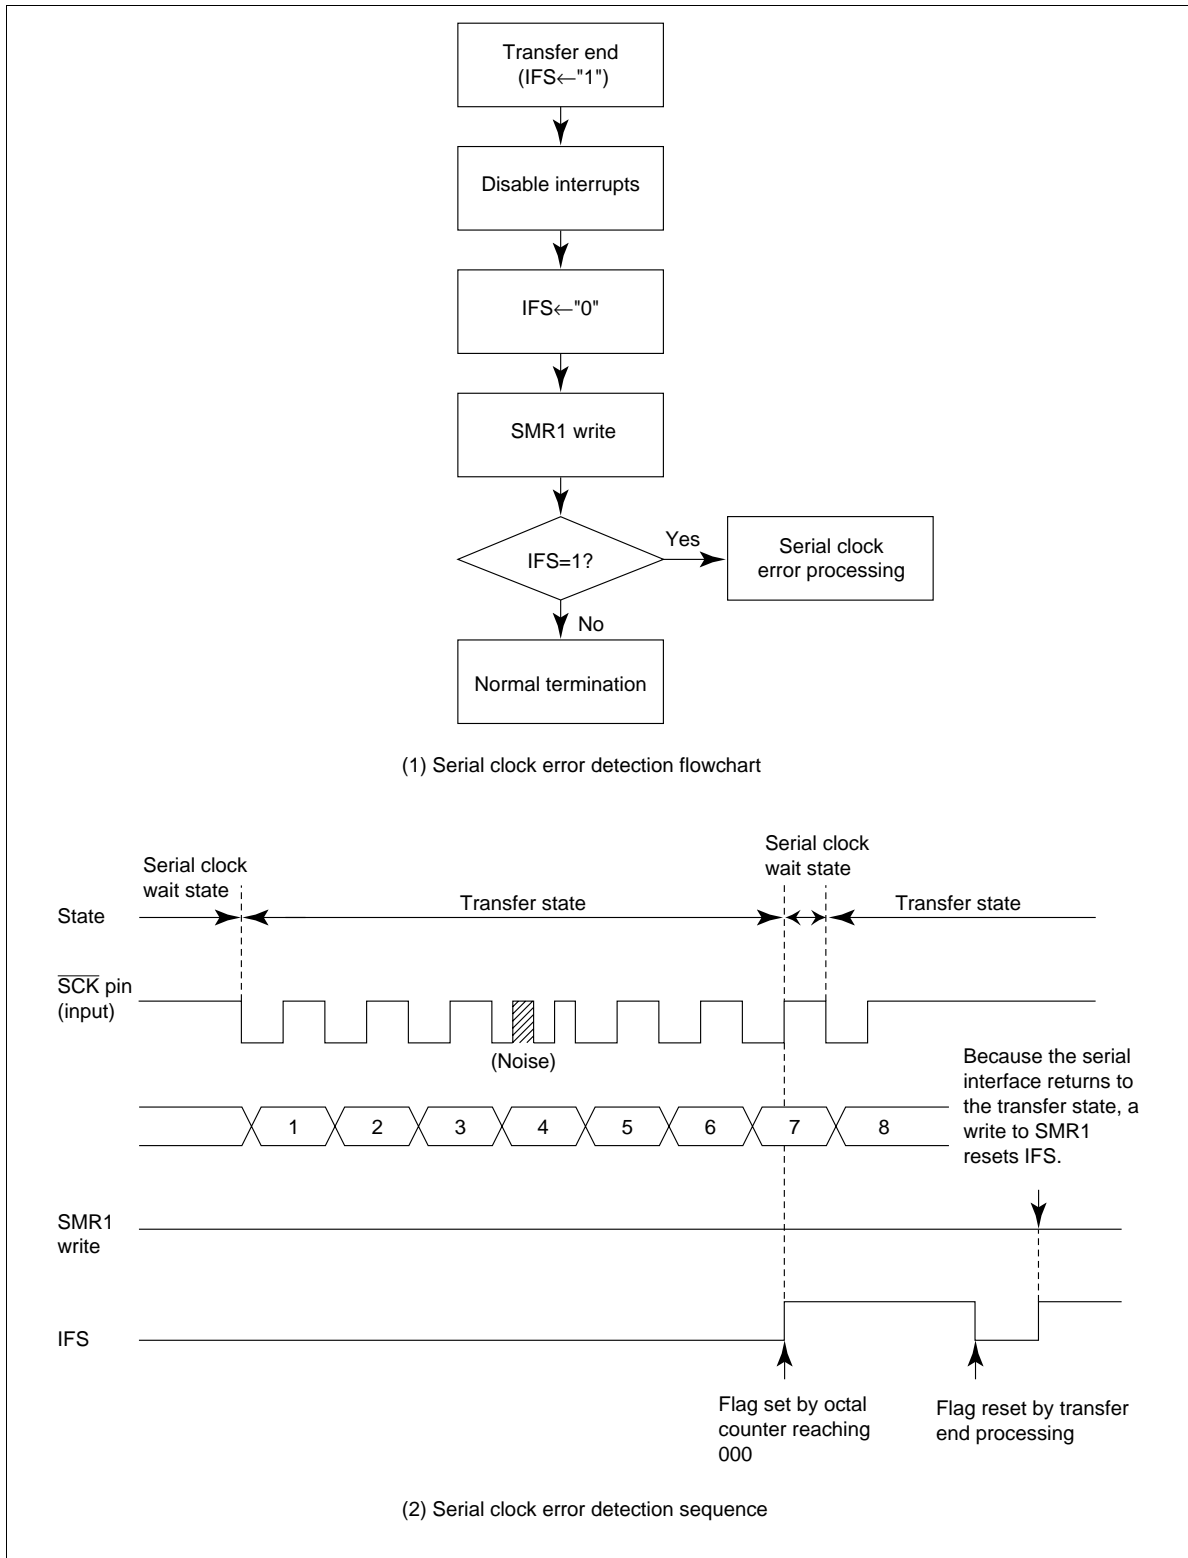 Transfer end
(IFS←"1")
Disable interrupts
IFS←"0"
SMR1 write
IFS=1?
Yes
Serial clock
error processing
No
Normal termination
(1) Serial clock error detection flowchart
Serial clock
wait state
Serial clock
wait state
State
Transfer state
Transfer state
SCK pin
(input)
(Noise)
Because the serial
interface returns to
the transfer state, a
write to SMR1
resets IFS.
1 2 3 4 5 6 7 8
SMR1
write
IFS
Flag set by octal
counter reaching
000
Flag reset by transfer
end processing
(2) Serial clock error detection sequence